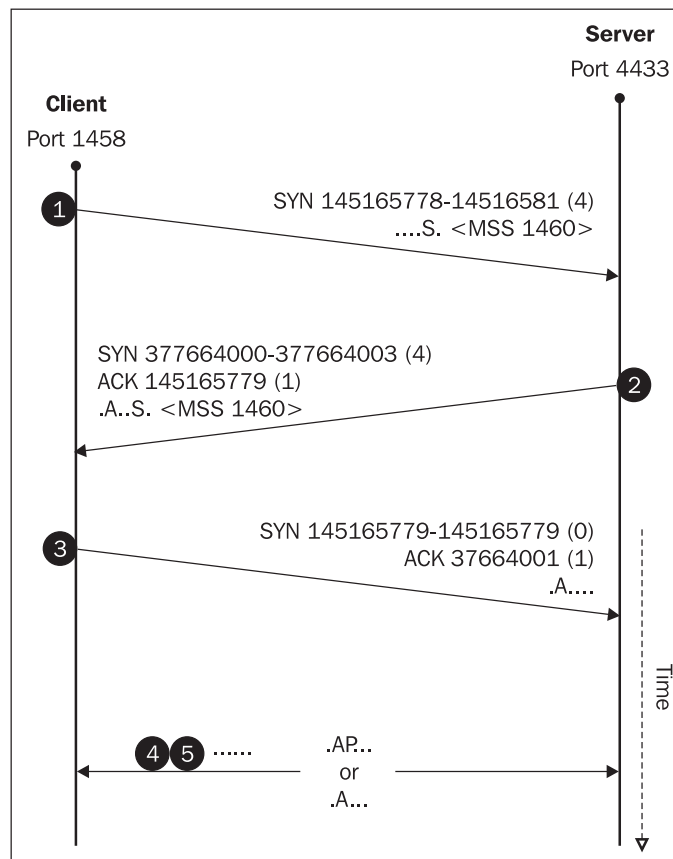 Server
Port 4433
Client
Port 1458
1
SYN 145165778-14516581 (4)
....S. <MSS 1460>
SYN 377664000-377664003 (4)
ACK 145165779 (1)
.A..S. <MSS 1460>
2
3
SYN 145165779-145165779 (0)
ACK 37664001 (1)
.A....
Time
4 5 ...... .AP...
or
.A...